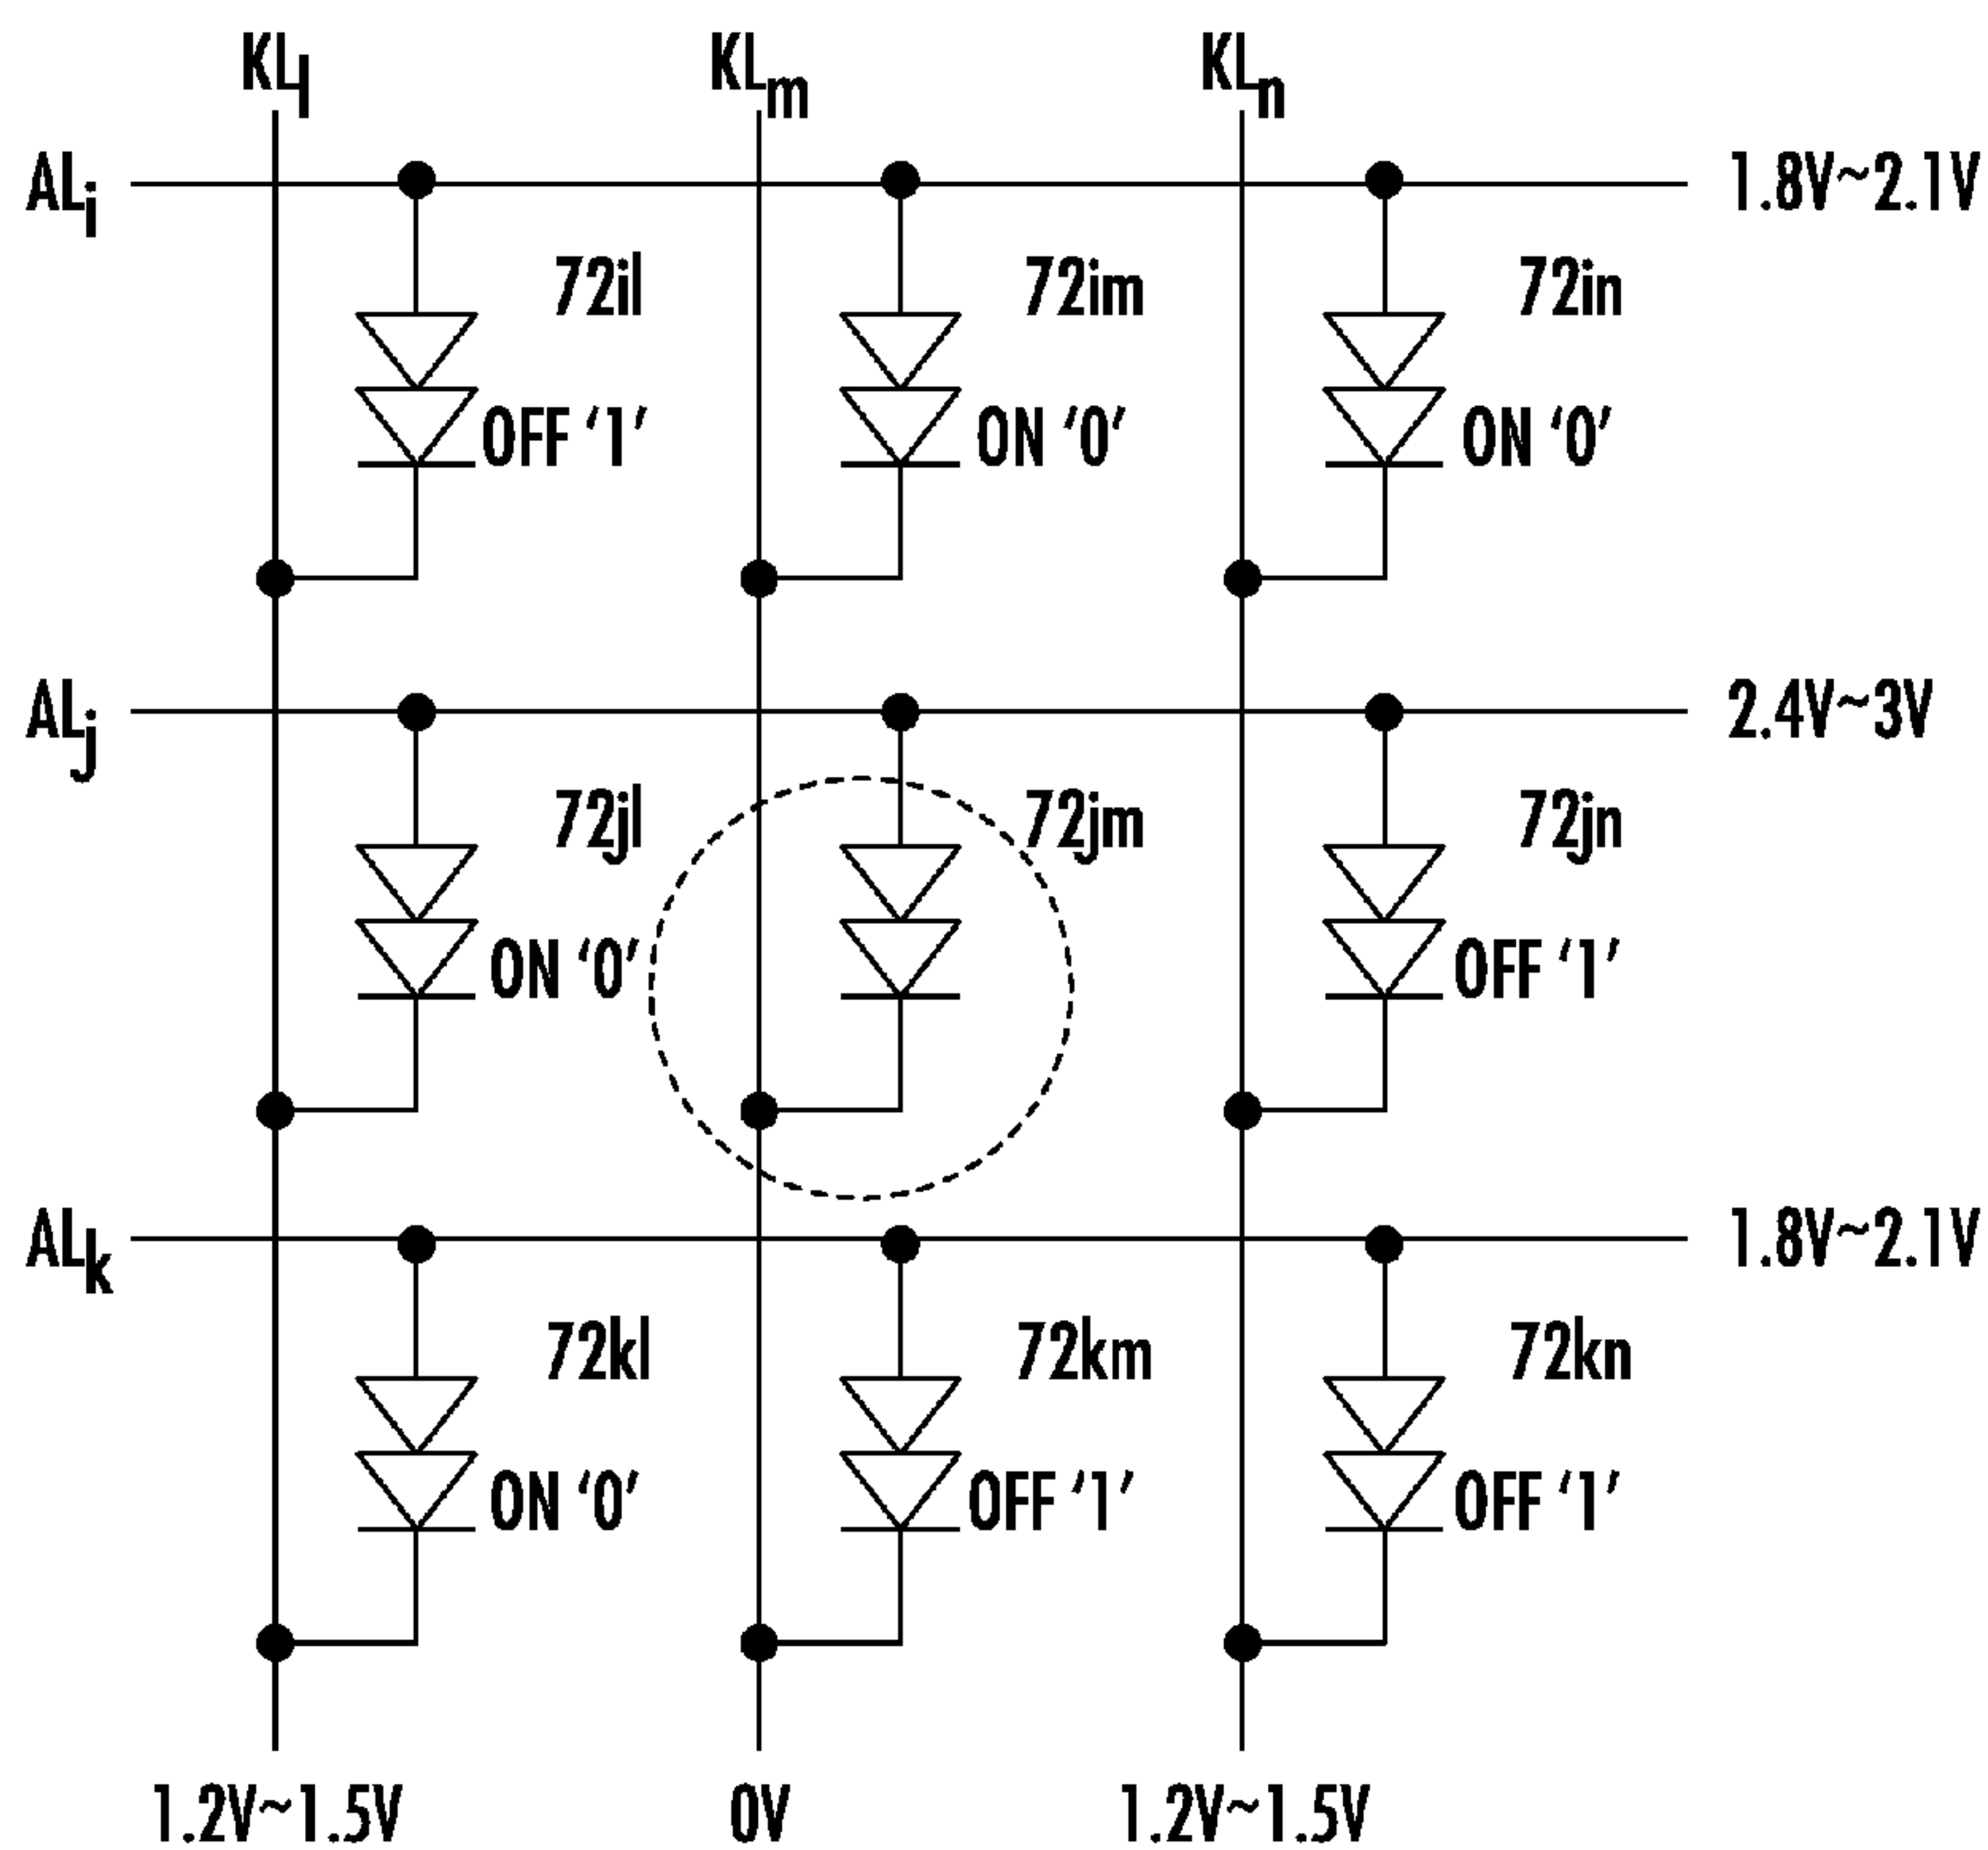 KLl KLm KLn
ALi 1.8V~2.1V
72il 72im 72in
OFF ‘1’ ON ‘0’ ON ‘0’
ALj 2.4V~3V
72jl 72jm 72jn
ON ‘0’ OFF ‘1’
ALk 1.8V~2.1V
72kl 72km 72kn
ON ‘0’ OFF ‘1’ OFF ‘1’
1.2V~1.5V 0V 1.2V~1.5V